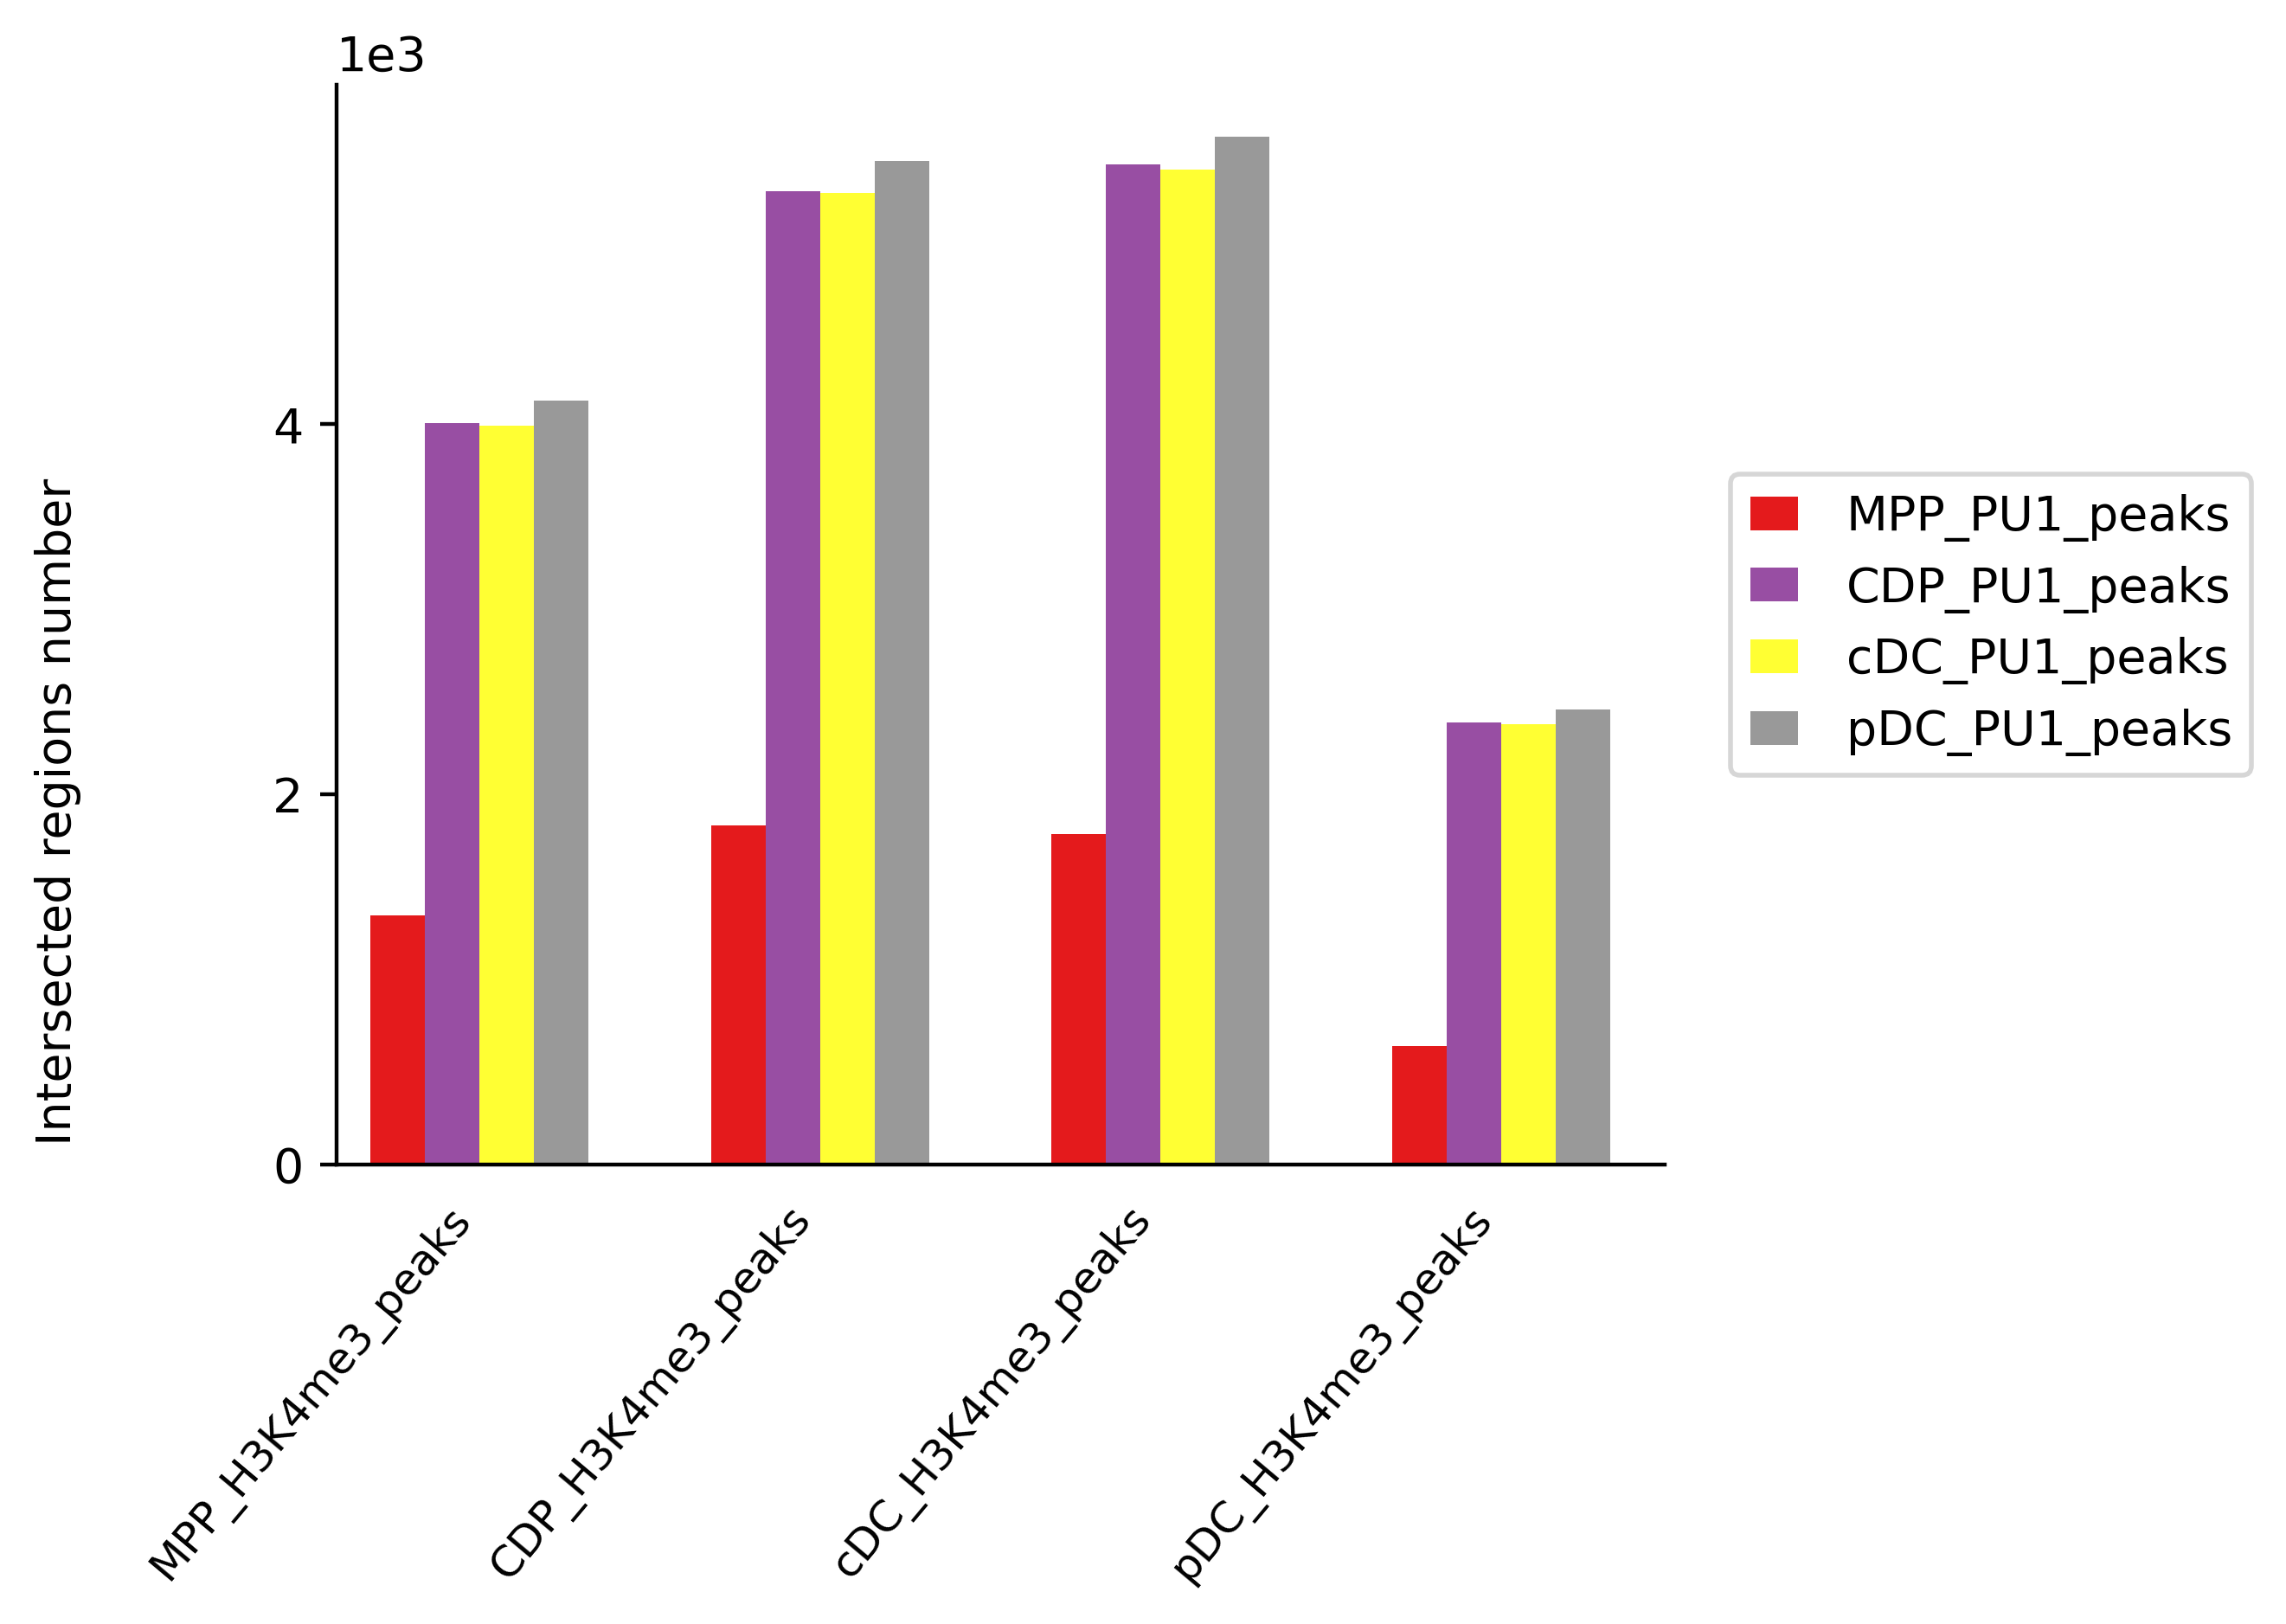 1e3
4
2
0
Intersected regions number
MPP_H3K4me3_peaks
CDP_H3K4me3_peaks
cDC_H3K4me3_peaks
pDC_H3K4me3_peaks
MPP_PU1_peaks
CDP_PU1_peaks
cDC_PU1_peaks
pDC_PU1_peaks